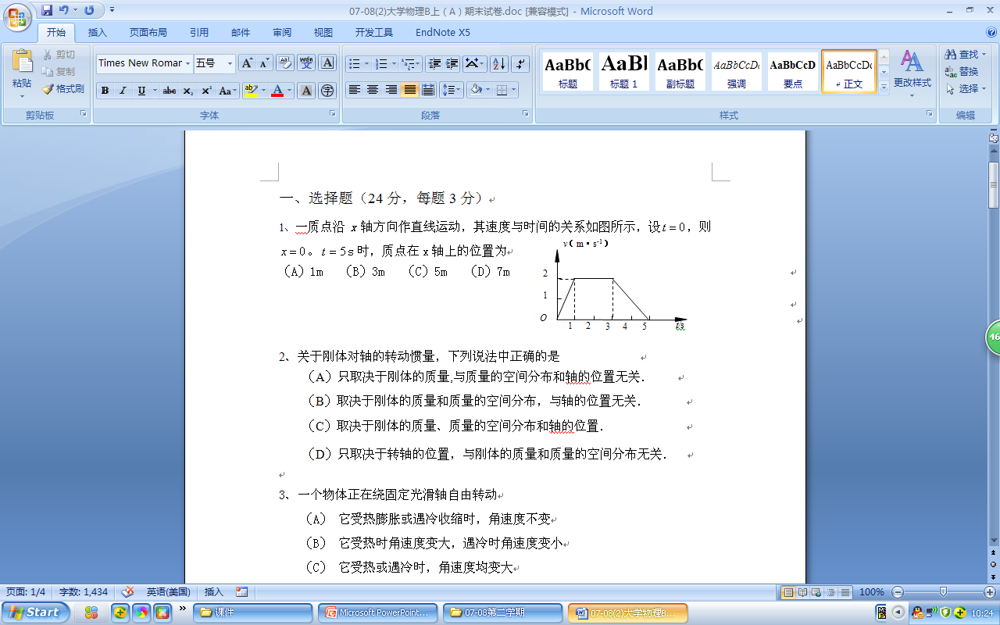 07-08(2)大学物理B上（A）期末试卷.doc [兼容模式] - Microsoft Word
开始 插入 页面布局 引用 邮件 审阅 视图 开发工具 EndNote X5
粘贴 剪切 复制 格式刷 剪贴板
Times New Romar 五号
B I U abc x₂ x² Aa
字体
段落
AaBbC AaBl AaBbC AaBbCcD AaBbCcD AaBbCcDc
标题 标题 1 副标题 强调 要点 正文
更改样式
样式
查找
替换
选择
编辑
一、选择题（24 分，每题 3 分）
1、一质点沿 x 轴方向作直线运动，其速度与时间的关系如图所示，设 t = 0，则
x = 0。t = 5 s 时，质点在 x 轴上的位置为
（A）1m （B）3m （C）5m （D）7m
v（m·s⁻¹）
2
1
O
1 2 3 4 5 t/s
2、关于刚体对轴的转动惯量，下列说法中正确的是
（A）只取决于刚体的质量,与质量的空间分布和轴的位置无关．
（B）取决于刚体的质量和质量的空间分布，与轴的位置无关．
（C）取决于刚体的质量、质量的空间分布和轴的位置．
（D）只取决于转轴的位置，与刚体的质量和质量的空间分布无关．
3、一个物体正在绕固定光滑轴自由转动
（A） 它受热膨胀或遇冷收缩时，角速度不变
（B） 它受热时角速度变大，遇冷时角速度变小
（C） 它受热或遇冷时，角速度均变大
46
页面: 1/4 字数: 1,434 英语(美国) 插入 100%
Start 课件 Microsoft PowerPoint... 07-08第二学期 07-08(2)大学物理B... 10:24